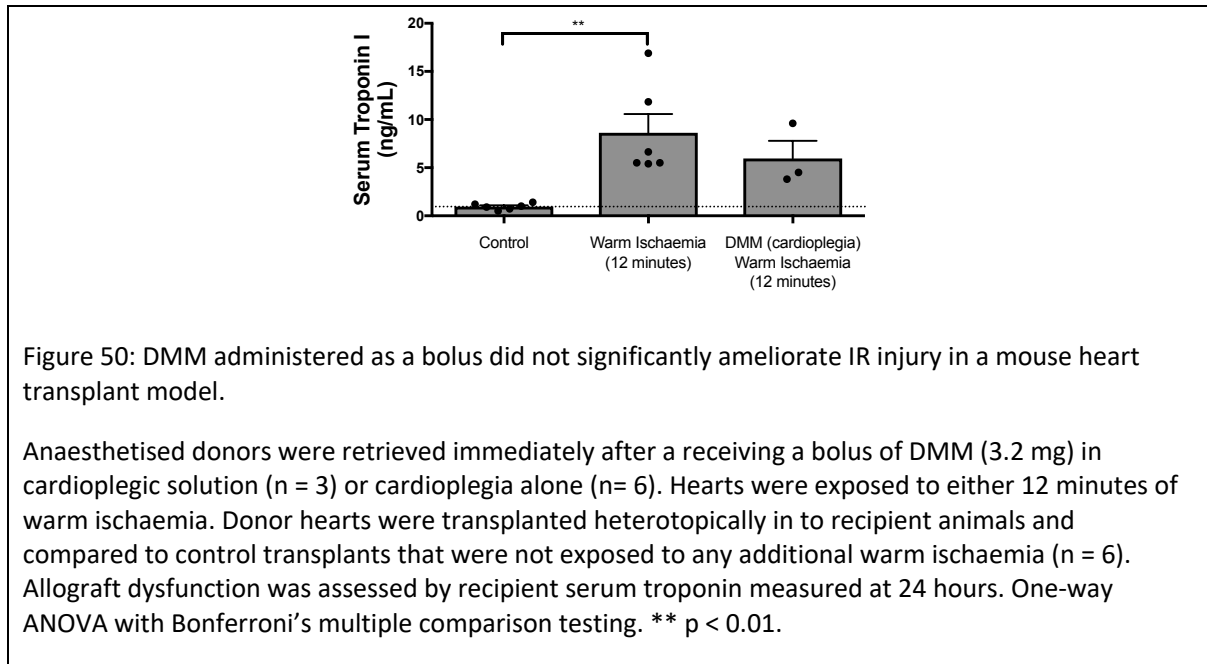 20
**
15
10
5
0
Serum Troponin I
(ng/mL)
Control
Warm Ischaemia
(12 minutes)
DMM (cardioplegia)
Warm Ischaemia
(12 minutes)
Figure 50: DMM administered as a bolus did not significantly ameliorate IR injury in a mouse heart
transplant model.
Anaesthetised donors were retrieved immediately after a receiving a bolus of DMM (3.2 mg) in
cardioplegic solution (n = 3) or cardioplegia alone (n= 6). Hearts were exposed to either 12 minutes of
warm ischaemia. Donor hearts were transplanted heterotopically in to recipient animals and
compared to control transplants that were not exposed to any additional warm ischaemia (n = 6).
Allograft dysfunction was assessed by recipient serum troponin measured at 24 hours. One-way
ANOVA with Bonferroni’s multiple comparison testing. ** p < 0.01.